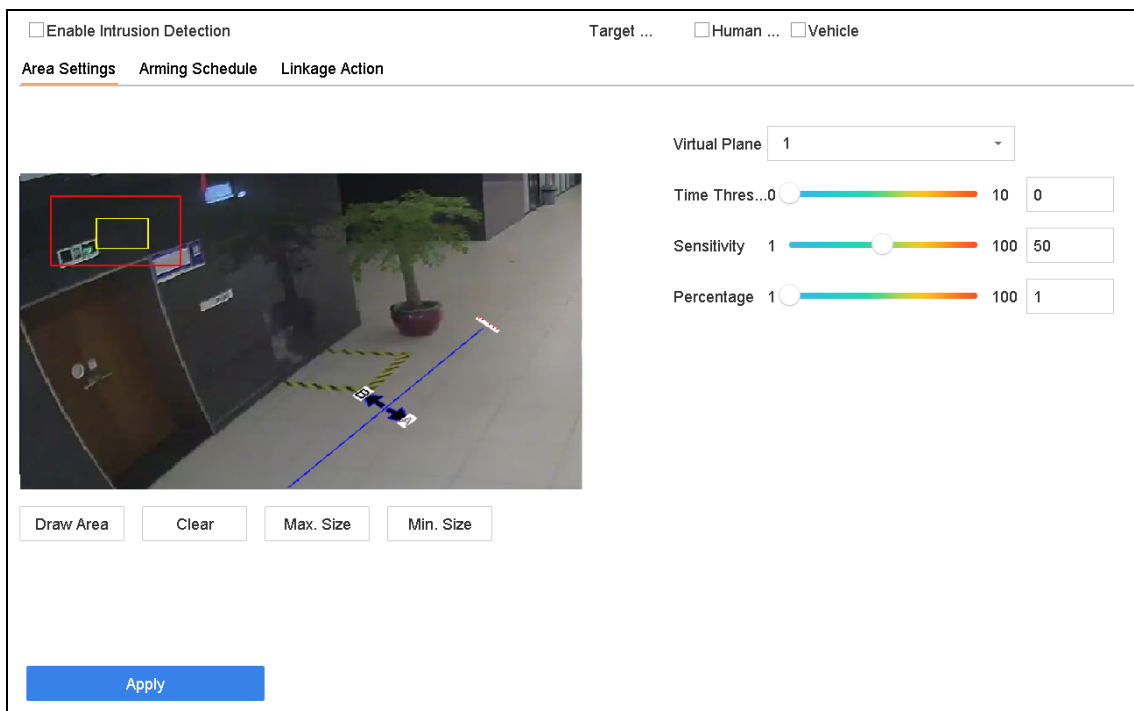 Enable Intrusion Detection Target ... Human ... Vehicle
Area Settings Arming Schedule Linkage Action
Virtual Plane 1
Time Thres...0 10 0
Sensitivity 1 100 50
Percentage 1 100 1
B
A
Draw Area Clear Max. Size Min. Size
Apply